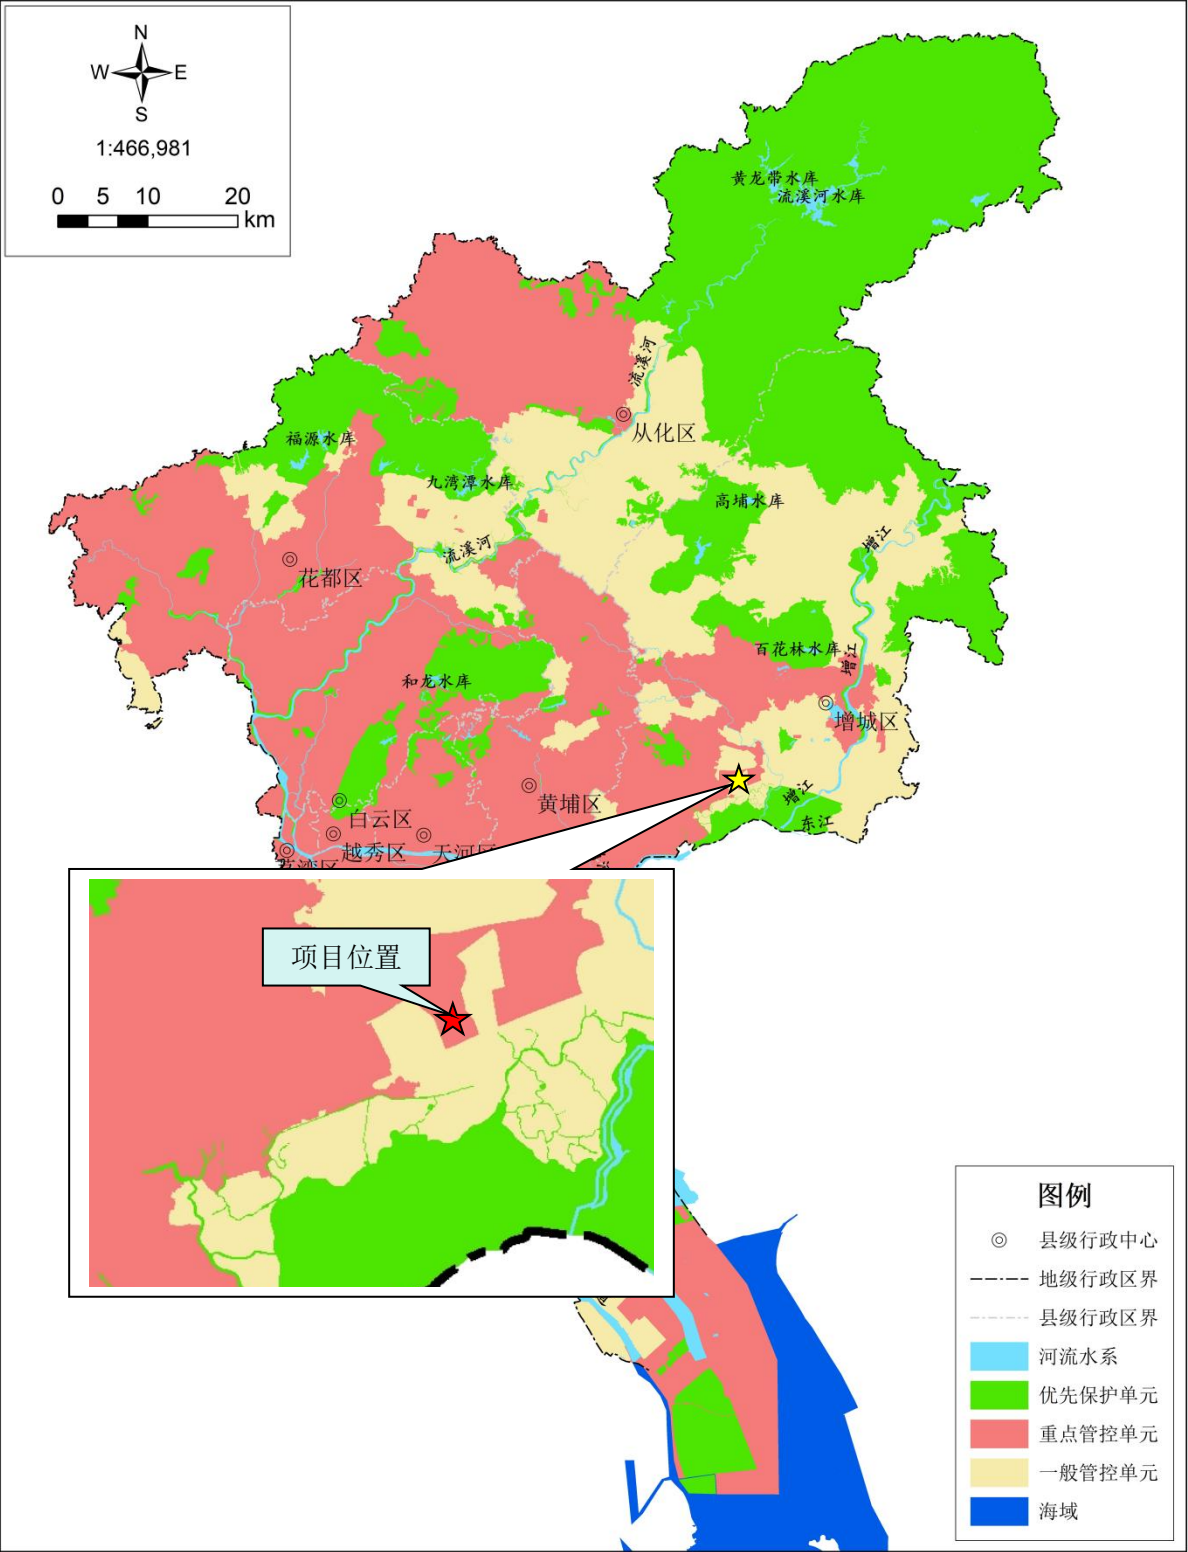 N
W E
S
1:466,981
0 5 10 20
km
黄龙带水库
流溪河水库
流溪河
从化区
福源水库
九湾潭水库
高埔水库
增江
流溪河
花都区
百花林水库
增江
和龙水库
增城区
增江
东江
黄埔区
白云区
越秀区
天河区
项目位置
图例
县级行政中心
地级行政区界
县级行政区界
河流水系
优先保护单元
重点管控单元
一般管控单元
海域